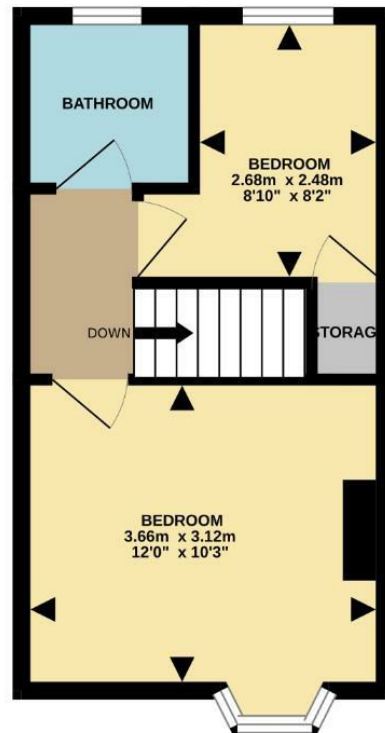 BATHROOM
BEDROOM
2.68m x 2.48m
8'10" x 8'2"
DOWN
STORAG
BEDROOM
3.66m x 3.12m
12'0" x 10'3"